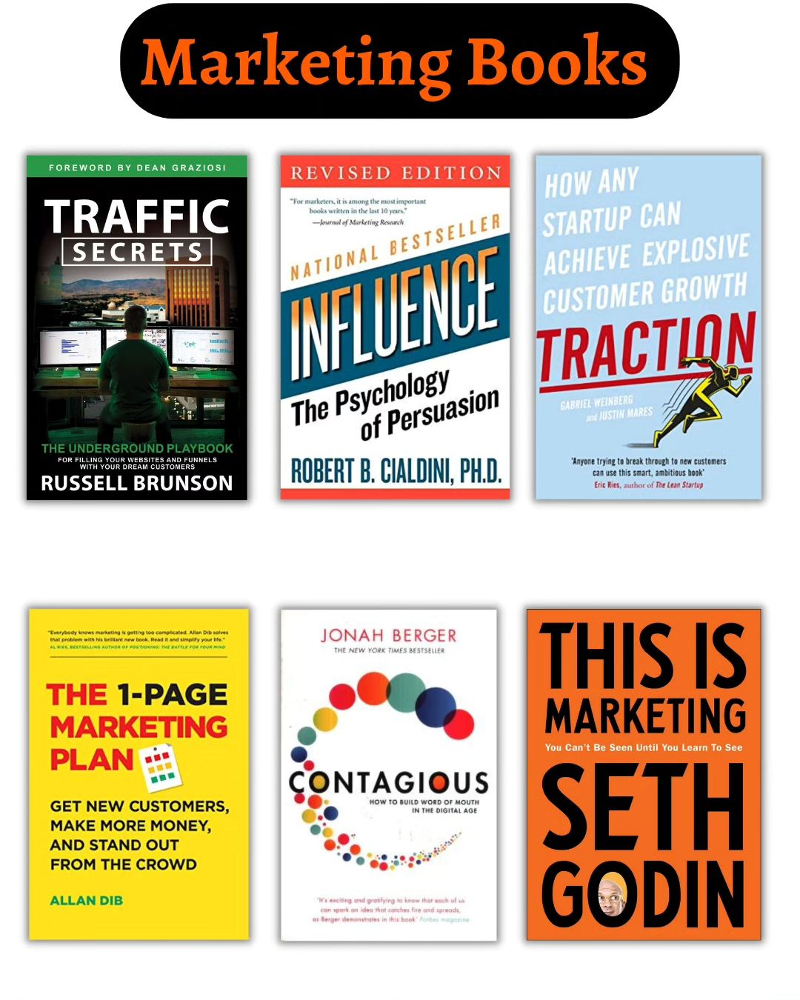 Marketing Books
FOREWORD BY DEAN GRAZIOSI
TRAFFIC
SECRETS
THE UNDERGROUND PLAYBOOK
FOR FILLING YOUR WEBSITES AND FUNNELS
WITH YOUR DREAM CUSTOMERS
RUSSELL BRUNSON
REVISED EDITION
"For marketers, it is among the most important
books written in the last 10 years."
—Journal of Marketing Research
NATIONAL BESTSELLER
INFLUENCE
The Psychology
of Persuasion
ROBERT B. CIALDINI, PH.D.
HOW ANY
STARTUP CAN
ACHIEVE EXPLOSIVE
CUSTOMER GROWTH
TRACTION
GABRIEL WEINBERG
and JUSTIN MARES
'Anyone trying to break through to new customers
can use this smart, ambitious book'
Eric Ries, author of The Lean Startup
"Everybody knows marketing is getting too complicated. Allan Dib solves
that problem with his brilliant new book. Read it and simplify your life."
AL RIES, BESTSELLING AUTHOR OF POSITIONING: THE BATTLE FOR YOUR MIND
THE 1-PAGE
MARKETING
PLAN
GET NEW CUSTOMERS,
MAKE MORE MONEY,
AND STAND OUT
FROM THE CROWD
ALLAN DIB
JONAH BERGER
THE NEW YORK TIMES BESTSELLER
CONTAGIOUS
HOW TO BUILD WORD OF MOUTH
IN THE DIGITAL AGE
'It's exciting and gratifying to know that each of us
can spark an idea that catches fire and spreads,
as Berger demonstrates in this book' Forbes magazine
THIS IS
MARKETING
You Can't Be Seen Until You Learn To See
SETH
GODIN